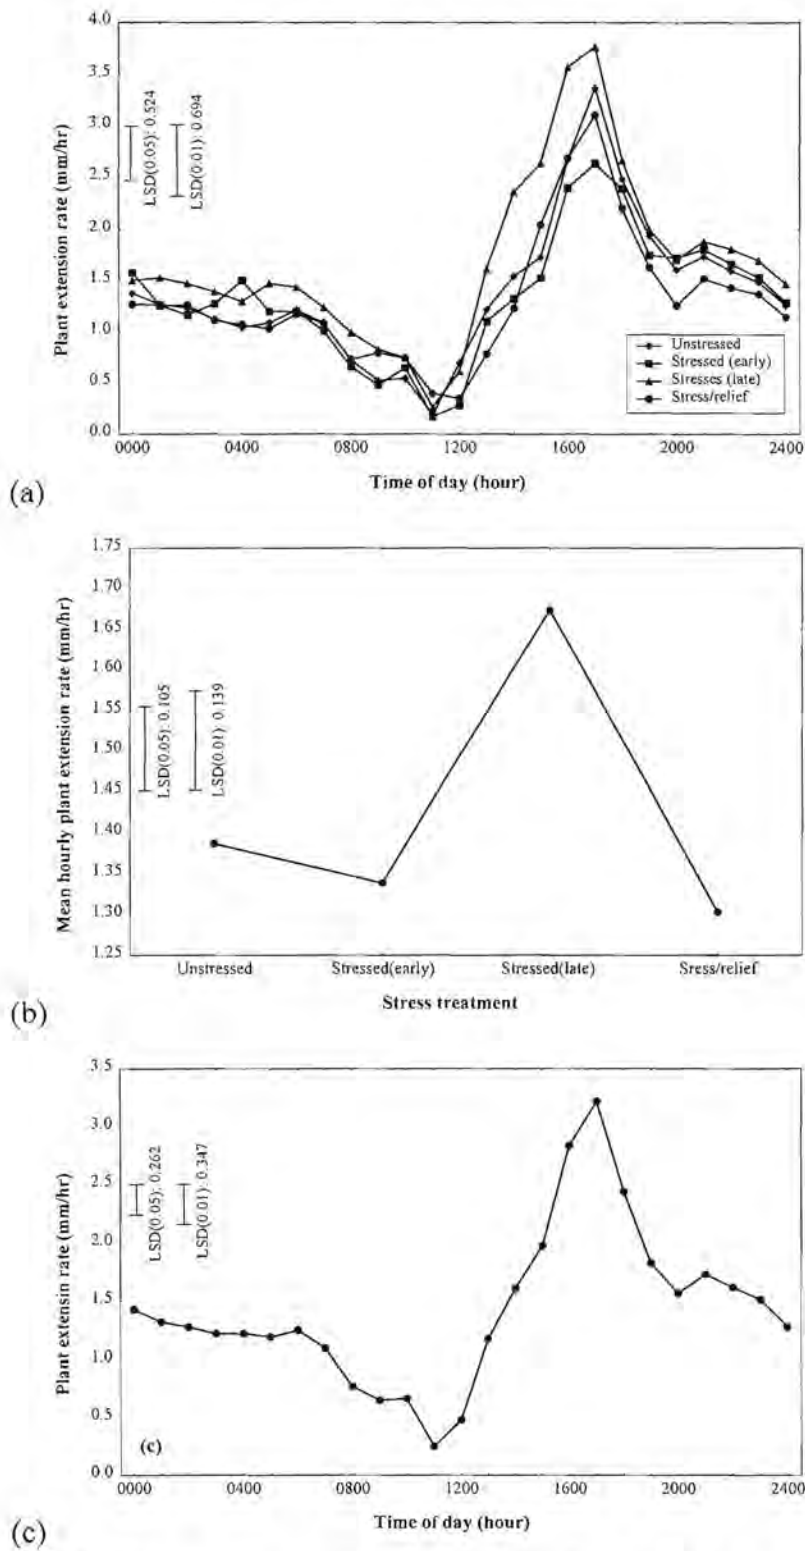 4.0
3.5
3.0
2.5
2.0
1.5
1.0
0.5
0.0
Plant extension rate (mm/hr)
LSD(0.05): 0.524
LSD(0.01): 0.694
Unstressed
Stressed (early)
Stresses (late)
Stress/relief
0000 0400 0800 1200 1600 2000 2400
Time of day (hour)
(a)
1.75
1.70
1.65
1.60
1.55
1.50
1.45
1.40
1.35
1.30
1.25
Mean hourly plant extension rate (mm/hr)
LSD(0.05): 0.105
LSD(0.01): 0.139
Unstressed Stressed(early) Stressed(late) Sress/relief
Stress treatment
(b)
3.5
3.0
2.5
2.0
1.5
1.0
0.5
0.0
Plant extensin rate (mm/hr)
LSD(0.05): 0.262
LSD(0.01): 0.347
(c)
0000 0400 0800 1200 1600 2000 2400
Time of day (hour)
(c)